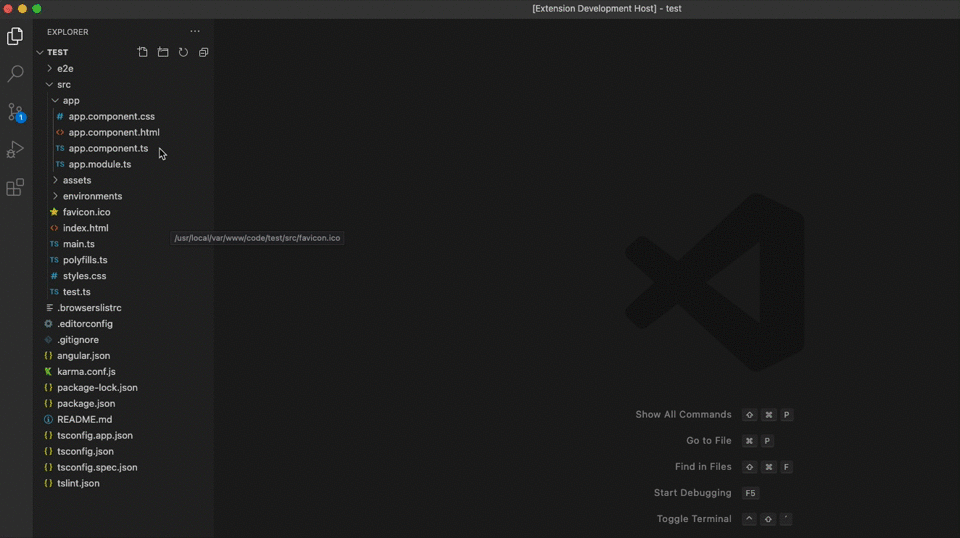 [Extension Development Host] - test
EXPLORER
TEST
e2e
src
app
# app.component.css
<> app.component.html
TS app.component.ts
TS app.module.ts
assets
environments
favicon.ico
<> index.html
/usr/local/var/www/code/test/src/favicon.ico
TS main.ts
TS polyfills.ts
# styles.css
TS test.ts
.browserslistrc
.editorconfig
.gitignore
{} angular.json
karma.conf.js
{} package-lock.json
{} package.json
README.md
{} tsconfig.app.json
{} tsconfig.json
{} tsconfig.spec.json
{} tslint.json
1
Show All Commands ⇧ ⌘ P
Go to File ⌘ P
Find in Files ⇧ ⌘ F
Start Debugging F5
Toggle Terminal ^ ⇧ `